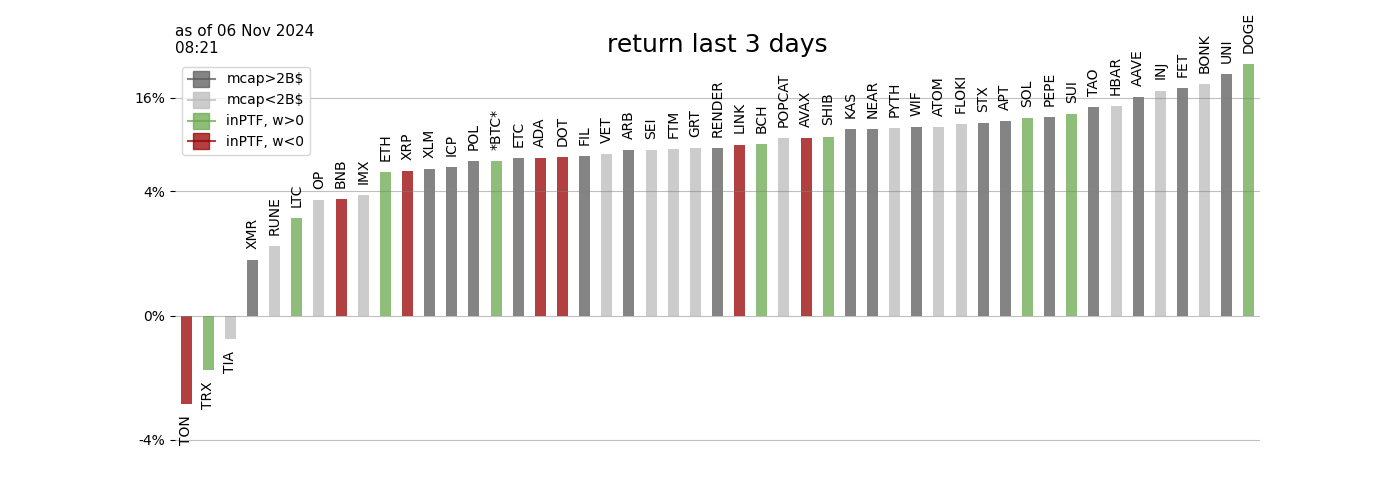 as of 06 Nov 2024
08:21
return last 3 days
mcap>2B$
mcap<2B$
inPTF, w>0
inPTF, w<0
16%
4%
0%
-4%
TON
TRX
TIA
XMR
RUNE
LTC
OP
BNB
IMX
ETH
XRP
XLM
ICP
POL
*BTC*
ETC
ADA
DOT
FIL
VET
ARB
SEI
FTM
GRT
RENDER
LINK
BCH
POPCAT
AVAX
SHIB
KAS
NEAR
PYTH
WIF
ATOM
FLOKI
STX
APT
SOL
PEPE
SUI
TAO
HBAR
AAVE
INJ
FET
BONK
UNI
DOGE